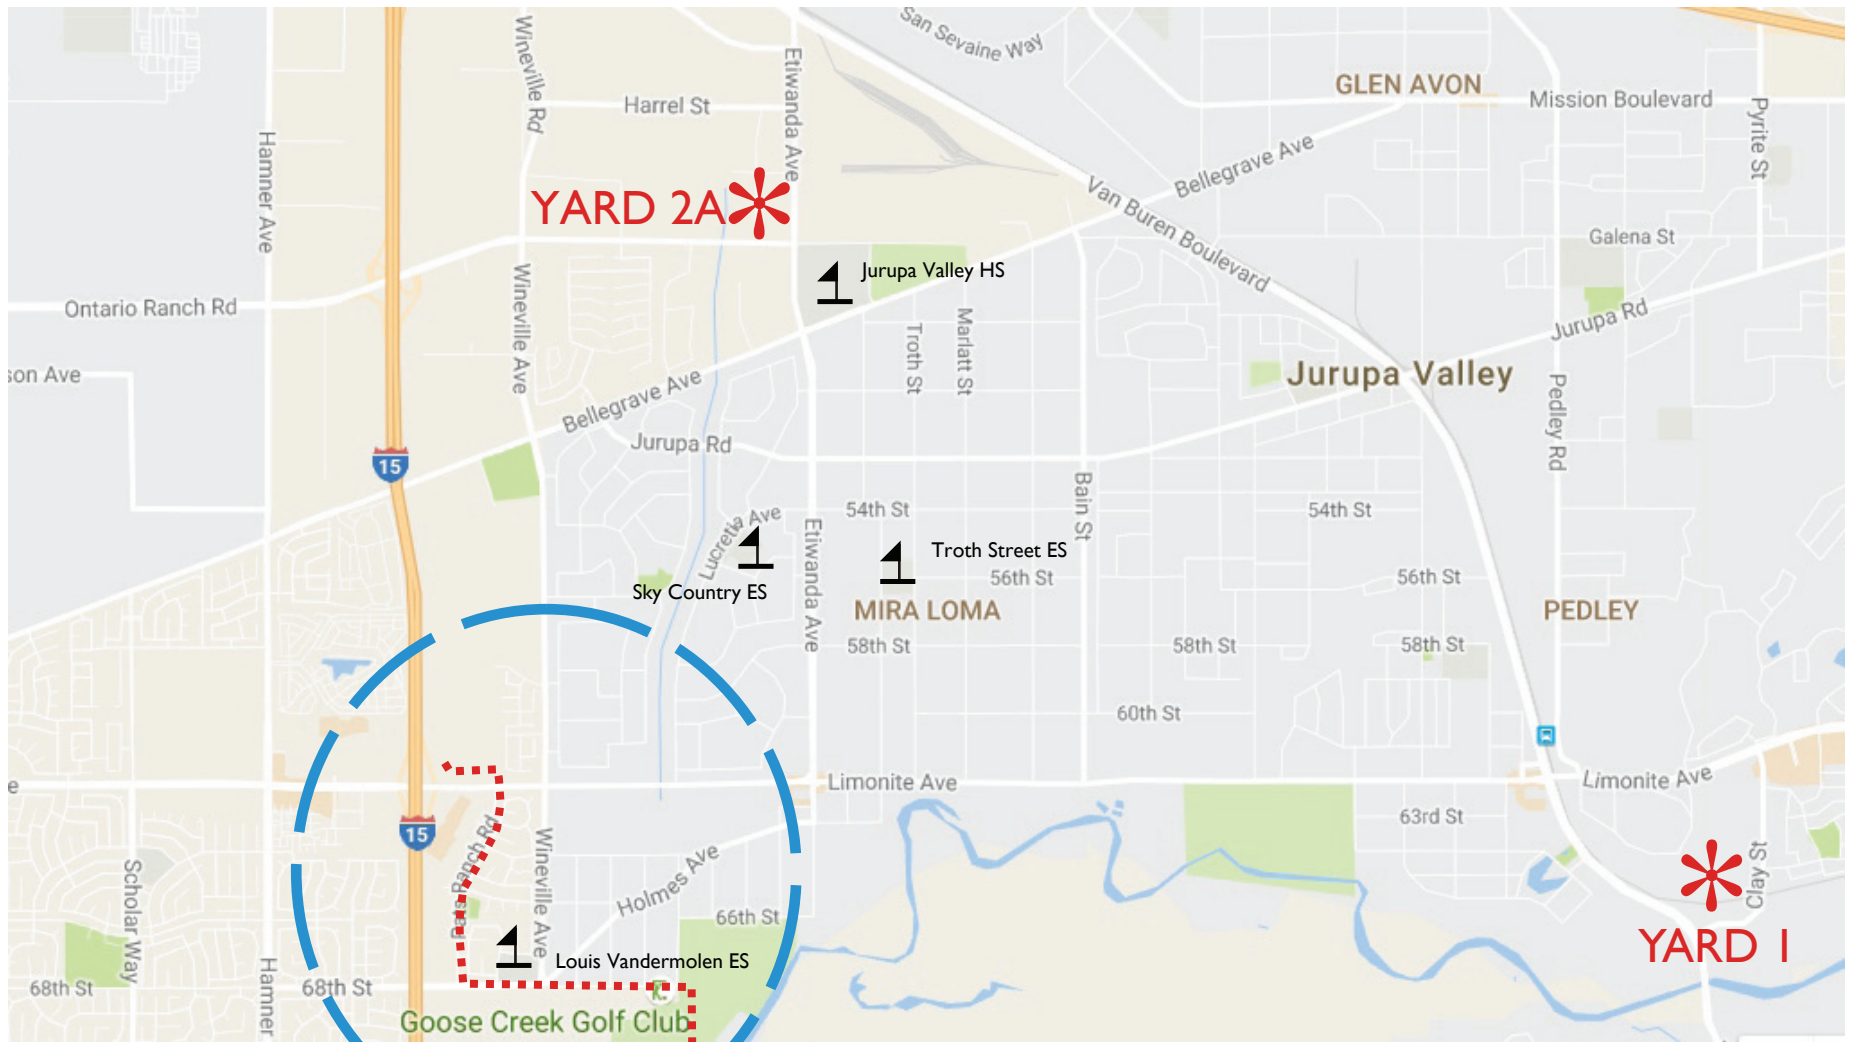 San Sevaine Way
GLEN AVON
Mission Boulevard
Wineville Rd
Etiwanda Ave
Harrel St
Pyrite St
Hamner Ave
Bellegrave Ave
YARD 2A
Van Buren Boulevard
Galena St
Jurupa Valley HS
Ontario Ranch Rd
Wineville Ave
Troth St
Marlatt St
Jurupa Rd
son Ave
Jurupa Valley
Bellegrave Ave
Pedley Rd
Jurupa Rd
15
Bain St
Lucretia Ave
54th St
54th St
Etiwanda Ave
Troth Street ES
56th St
56th St
Sky Country ES
MIRA LOMA
PEDLEY
58th St
58th St
58th St
60th St
e
Limonite Ave
Limonite Ave
15
63rd St
Ranch Rd
Wineville Ave
Holmes Ave
Clay St
Scholar Way
66th St
YARD 1
Louis Vandermolen ES
68th St
Hamner
68th St
Goose Creek Golf Club